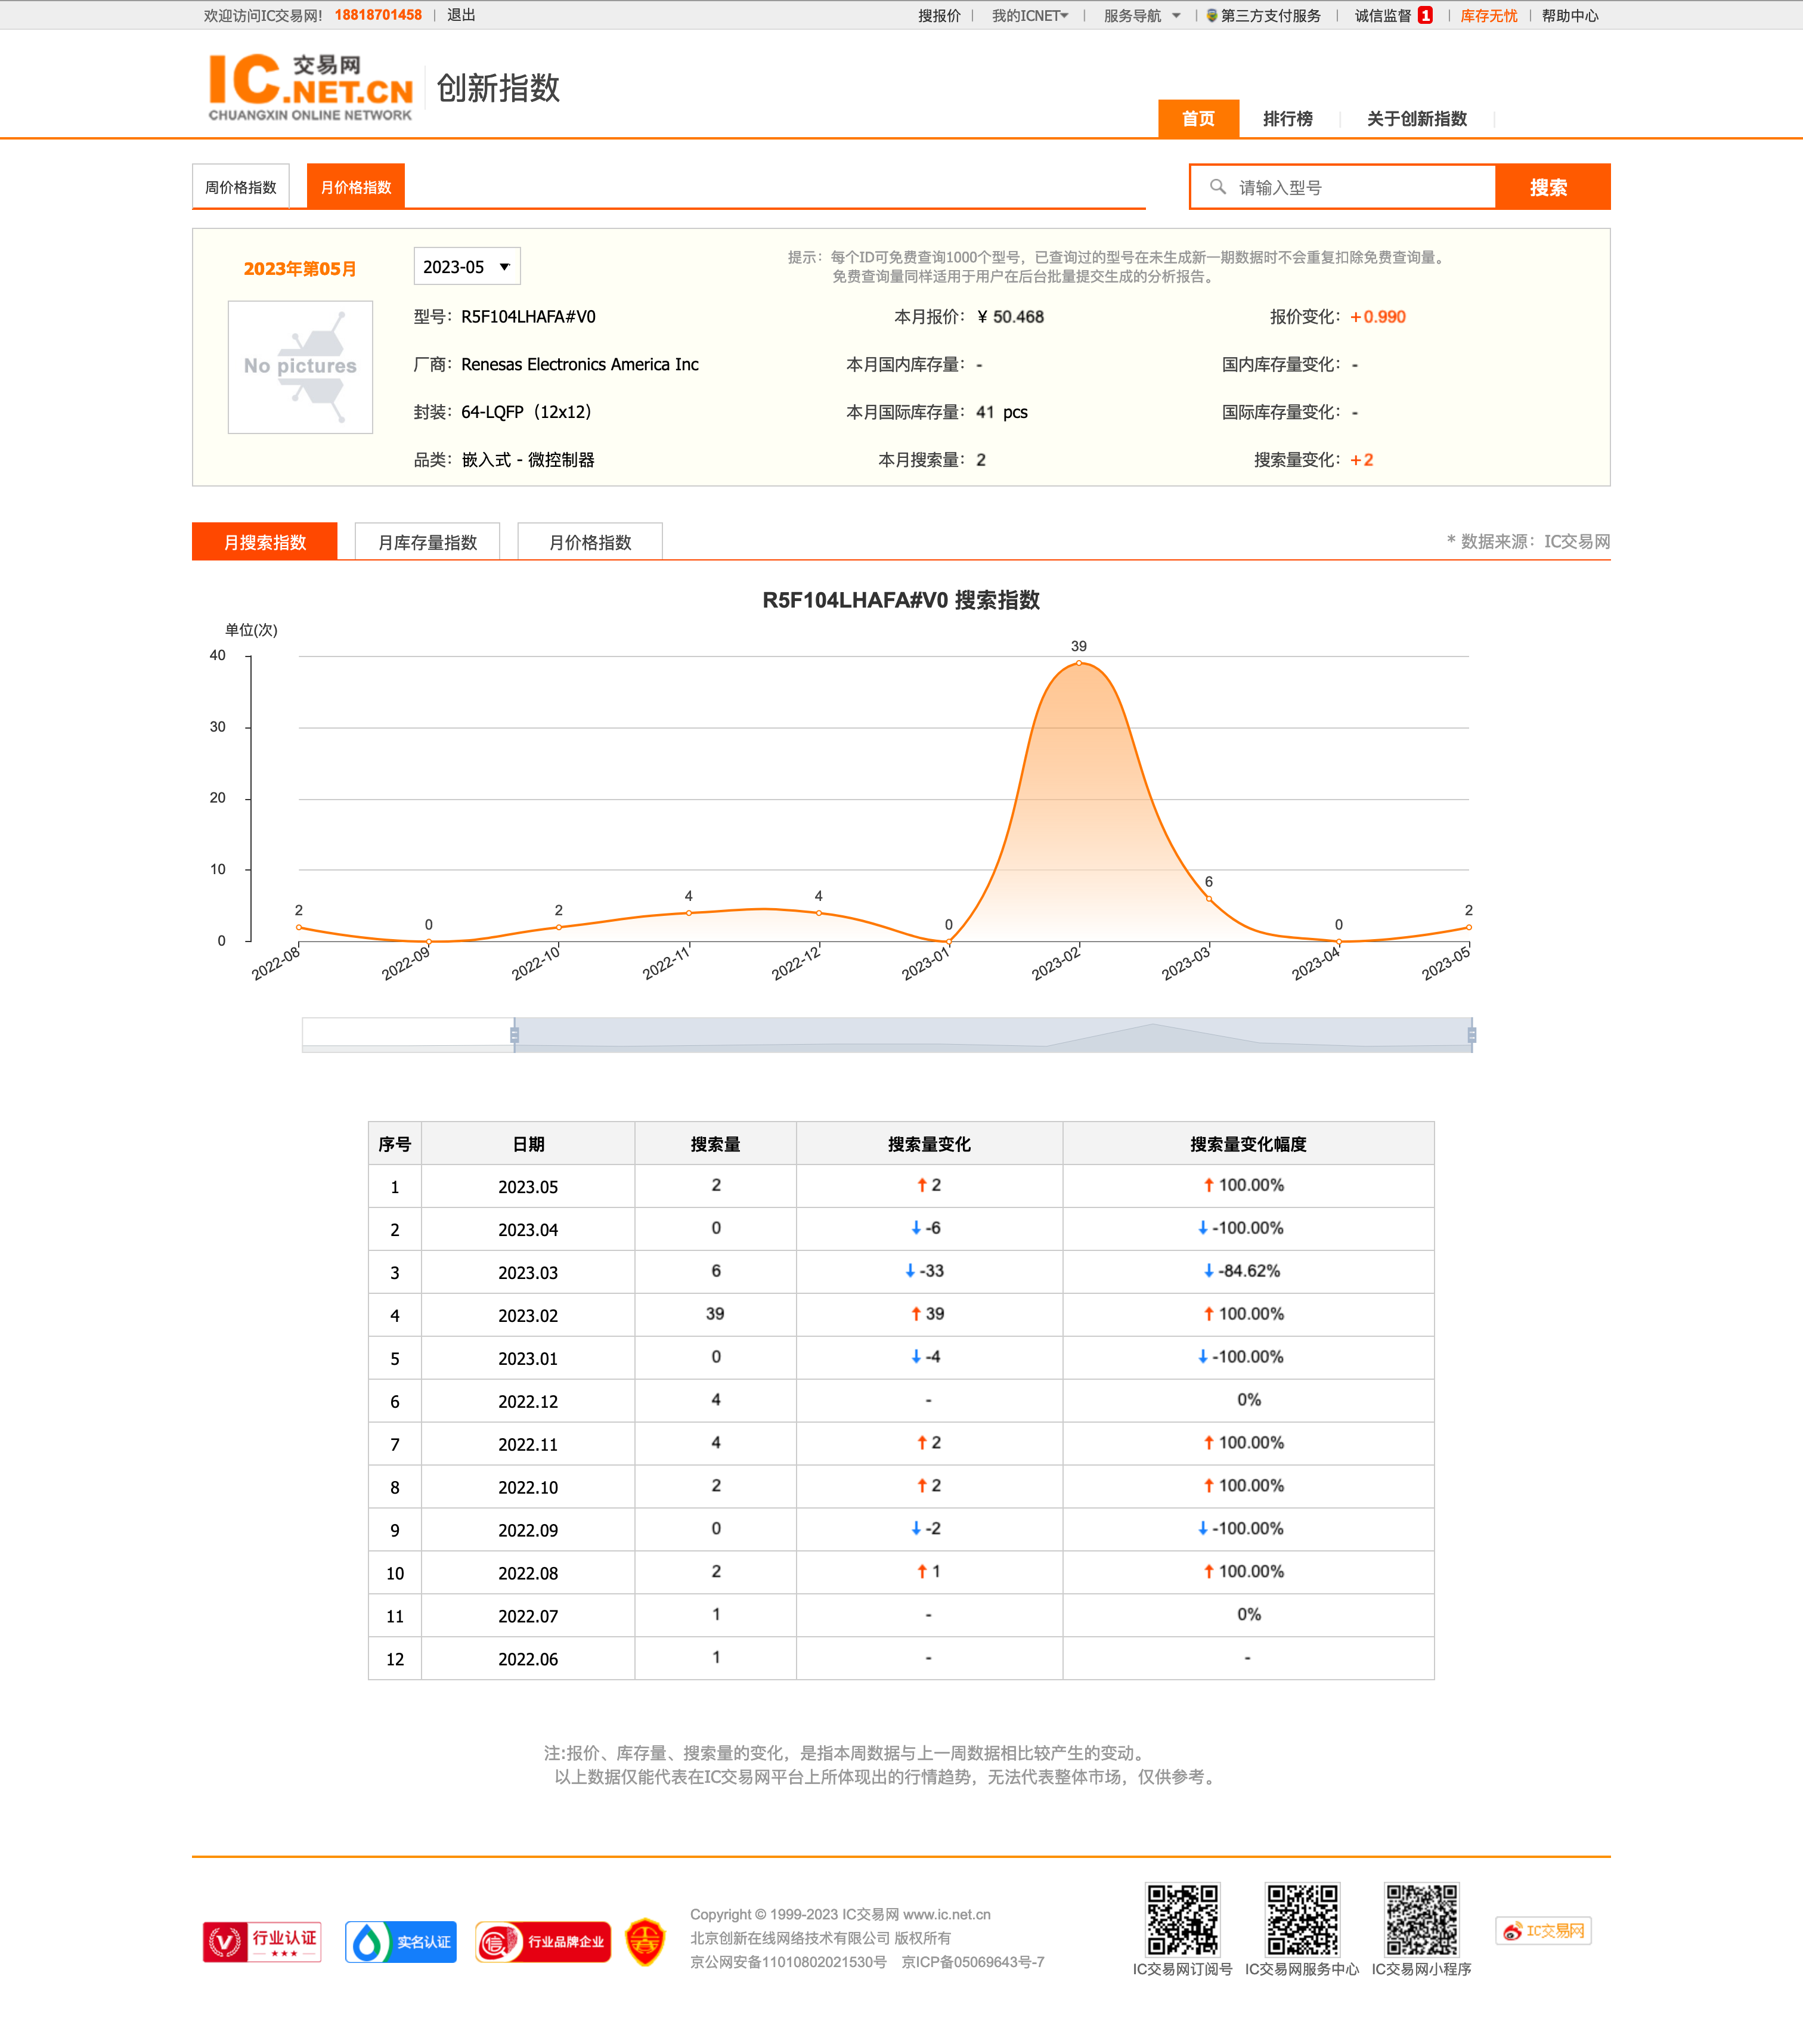 欢迎访问IC交易网! 18818701458 | 退出 搜报价 | 我的ICNET | 服务导航 | 第三方支付服务 | 诚信监督 1 | 库存无忧 | 帮助中心
IC 交易网 .NET.CN
CHUANGXIN ONLINE NETWORK
创新指数
首页 排行榜 关于创新指数
周价格指数 月价格指数 请输入型号 搜索
2023年第05月 2023-05
提示：每个ID可免费查询1000个型号，已查询过的型号在未生成新一期数据时不会重复扣除免费查询量。
免费查询量同样适用于用户在后台批量提交生成的分析报告。
No pictures
型号：R5F104LHAFA#V0 本月报价：¥ 50.468 报价变化：+0.990
厂商：Renesas Electronics America Inc 本月国内库存量：- 国内库存量变化：-
封装：64-LQFP（12x12） 本月国际库存量：41 pcs 国际库存量变化：-
品类：嵌入式 - 微控制器 本月搜索量：2 搜索量变化：+2
月搜索指数 月库存量指数 月价格指数 * 数据来源：IC交易网
R5F104LHAFA#V0 搜索指数
单位(次)
40
30
20
10
0
2 0 2 4 4 0 39 6 0 2
2022-08 2022-09 2022-10 2022-11 2022-12 2023-01 2023-02 2023-03 2023-04 2023-05
序号 日期 搜索量 搜索量变化 搜索量变化幅度
1 2023.05 2 ↑ 2 ↑ 100.00%
2 2023.04 0 ↓ -6 ↓ -100.00%
3 2023.03 6 ↓ -33 ↓ -84.62%
4 2023.02 39 ↑ 39 ↑ 100.00%
5 2023.01 0 ↓ -4 ↓ -100.00%
6 2022.12 4 - 0%
7 2022.11 4 ↑ 2 ↑ 100.00%
8 2022.10 2 ↑ 2 ↑ 100.00%
9 2022.09 0 ↓ -2 ↓ -100.00%
10 2022.08 2 ↑ 1 ↑ 100.00%
11 2022.07 1 - 0%
12 2022.06 1 - -
注:报价、库存量、搜索量的变化，是指本周数据与上一周数据相比较产生的变动。
以上数据仅能代表在IC交易网平台上所体现出的行情趋势，无法代表整体市场，仅供参考。
行业认证
实名认证
信 行业品牌企业
Copyright © 1999-2023 IC交易网 www.ic.net.cn
北京创新在线网络技术有限公司 版权所有
京公网安备11010802021530号 京ICP备05069643号-7
IC交易网订阅号 IC交易网服务中心 IC交易网小程序
IC交易网